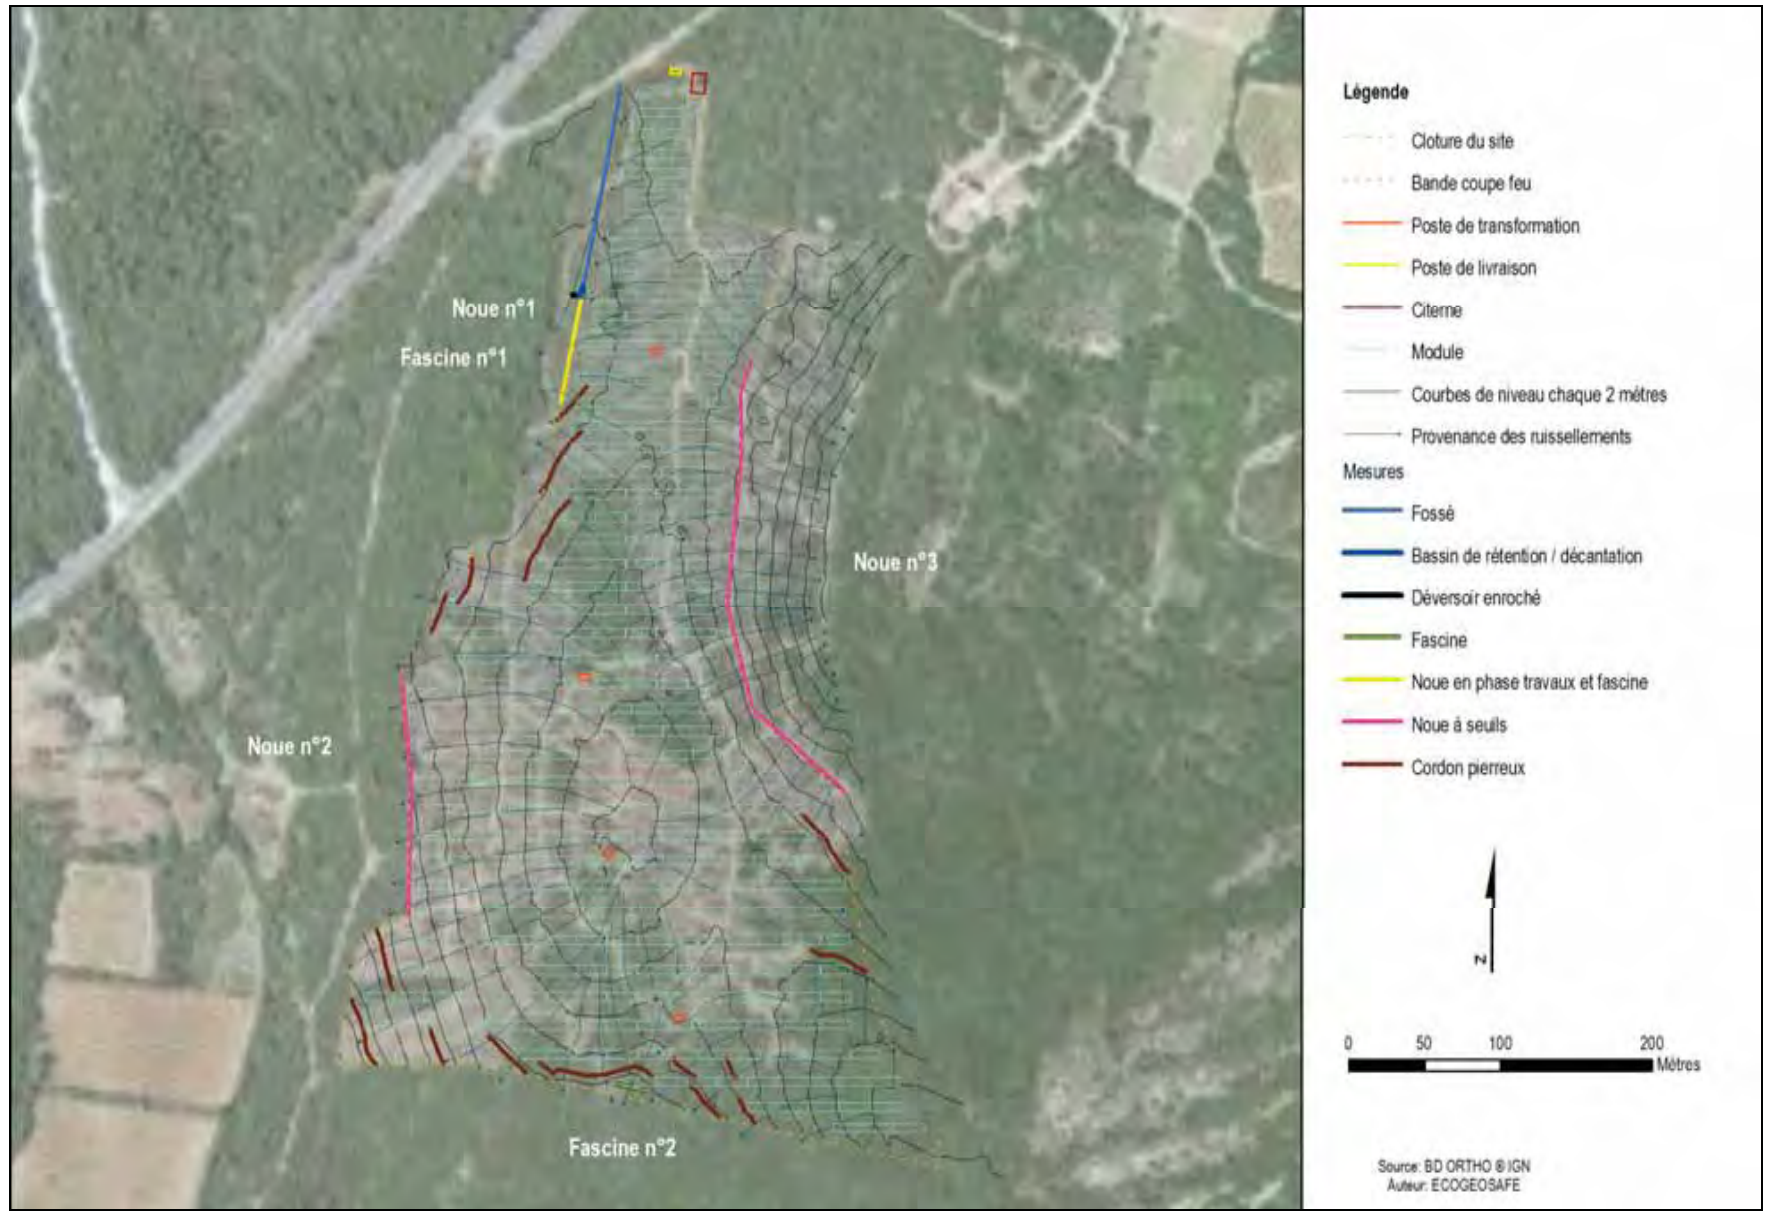 Noue n°1
Fascine n°1
Noue n°3
Noue n°2
Fascine n°2
Légende
Cloture du site
Bande coupe feu
Poste de transformation
Poste de livraison
Citerne
Module
Courbes de niveau chaque 2 mètres
Provenance des ruissellements
Mesures
Fossé
Bassin de rétention / décantation
Déversoir enroché
Fascine
Noue en phase travaux et fascine
Noue à seuils
Cordon pierreux
N
0 50 100 200
Mètres
Source: BD ORTHO ® IGN
Auteur: ECOGEOSAFE